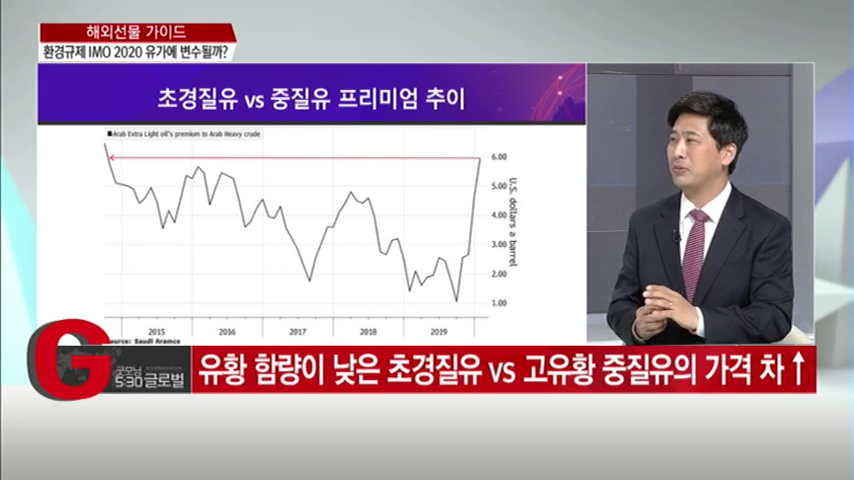 해외선물 가이드
환경규제 IMO 2020 유가에 변수될까?
초경질유 vs 중질유 프리미엄 추이
Arab Extra Light oil's premium to Arab Heavy crude
6.00
5.00
4.00
3.00
2.00
1.00
U.S. dollars a barrel
2015 2016 2017 2018 2019
Source: Saudi Aramco
G
굿모닝
5:30 글로벌
유황 함량이 낮은 초경질유 vs 고유황 중질유의 가격 차↑